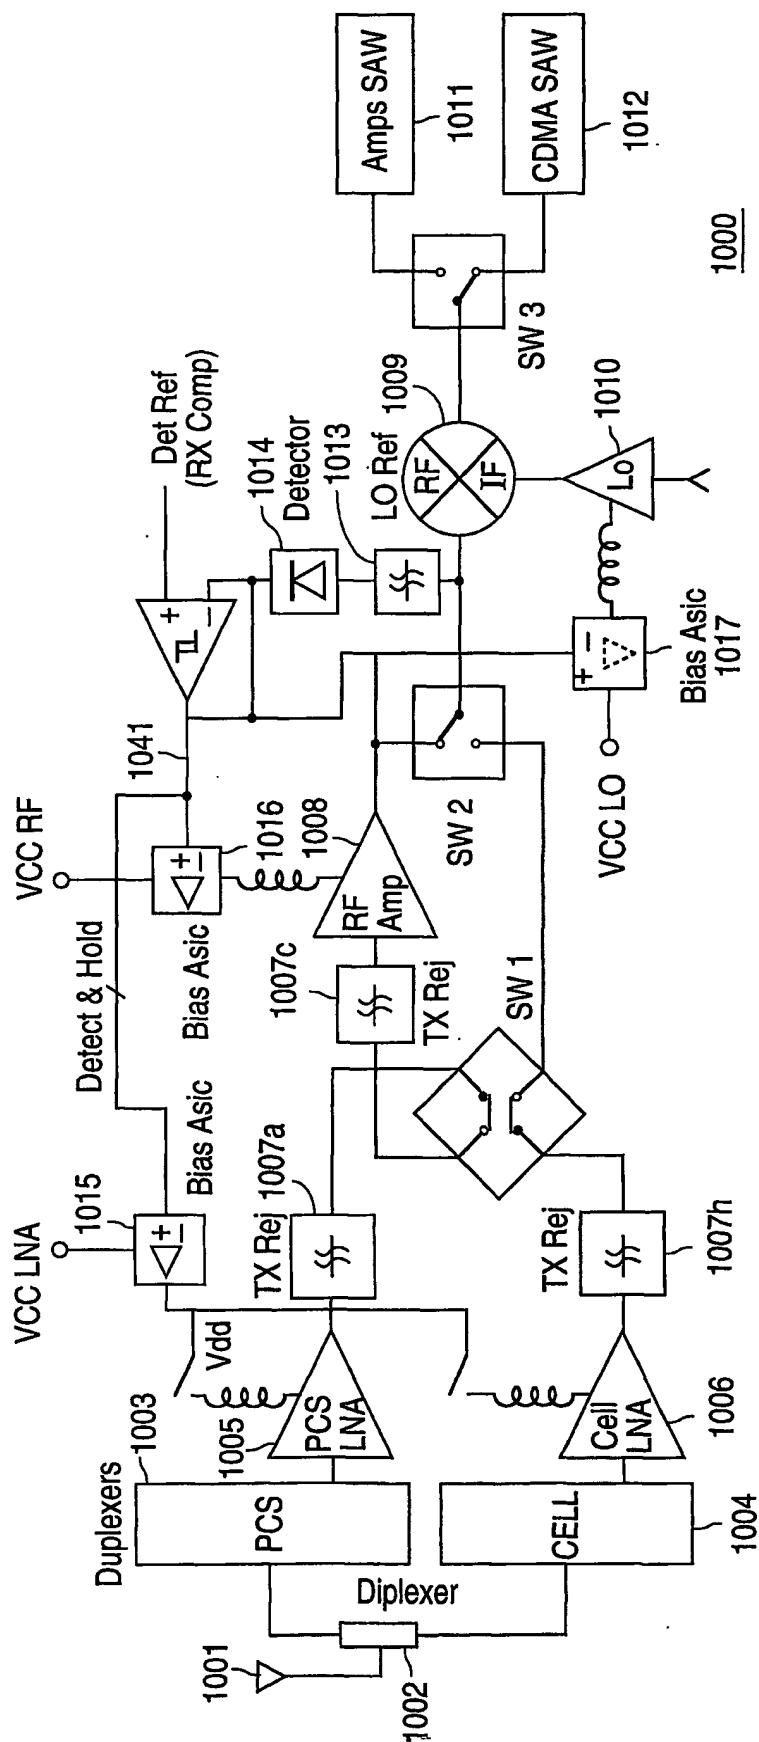 1001
1002
Diplexer
Duplexers
1003
PCS
CELL
1004
VCC LNA
1015
Bias Asic
Vdd
1005
PCS
LNA
Cell
LNA
1006
TX Rej
1007a
TX Rej
1007h
Detect & Hold
VCC RF
1016
Bias Asic
1041
TX Rej
1007c
RF
Amp
1008
SW 1
SW 2
Det Ref
(RX Comp)
+
−
+
−
+
−
1014
Detector
1013
LO Ref
RF
IF
1009
Lo
1010
+
−
Bias Asic
1017
VCC LO
SW 3
Amps SAW
1011
CDMA SAW
1012
1000